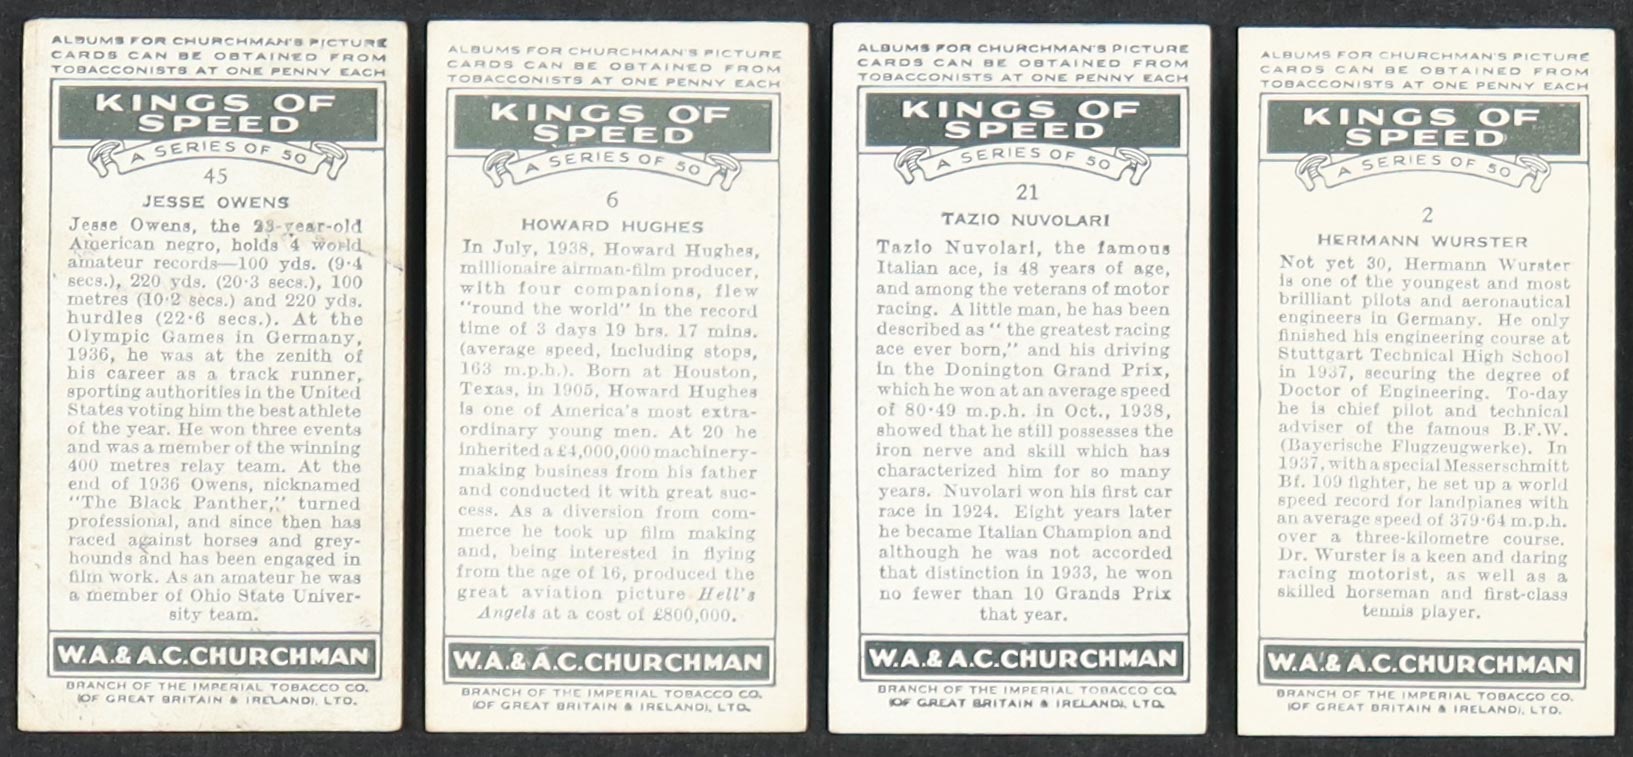 ALBUMS FOR CHURCHMAN'S PICTURE
CARDS CAN BE OBTAINED FROM
TOBACCONISTS AT ONE PENNY EACH
KINGS OF
SPEED
A SERIES OF 50
45
JESSE OWENS
Jesse Owens, the 23-year-old
American negro, holds 4 world
amateur records—100 yds. (9·4
secs.), 220 yds. (20·3 secs.), 100
metres (10·2 secs.) and 220 yds.
hurdles (22·6 secs.). At the
Olympic Games in Germany,
1936, he was at the zenith of
his career as a track runner,
sporting authorities in the United
States voting him the best athlete
of the year. He won three events
and was a member of the winning
400 metres relay team. At the
end of 1936 Owens, nicknamed
"The Black Panther," turned
professional, and since then has
raced against horses and grey-
hounds and has been engaged in
film work. As an amateur he was
a member of Ohio State Univer-
sity team.
W.A.& A.C.CHURCHMAN
BRANCH OF THE IMPERIAL TOBACCO CO.
(OF GREAT BRITAIN & IRELAND), LTD.
ALBUMS FOR CHURCHMAN'S PICTURE
CARDS CAN BE OBTAINED FROM
TOBACCONISTS AT ONE PENNY EACH
KINGS OF
SPEED
A SERIES OF 50
6
HOWARD HUGHES
In July, 1938, Howard Hughes,
millionaire airman-film producer,
with four companions, flew
"round the world" in the record
time of 3 days 19 hrs. 17 mins.
(average speed, including stops,
163 m.p.h.). Born at Houston,
Texas, in 1905, Howard Hughes
is one of America's most extra-
ordinary young men. At 20 he
inherited a £4,000,000 machinery-
making business from his father
and conducted it with great suc-
cess. As a diversion from com-
merce he took up film making
and, being interested in flying
from the age of 16, produced the
great aviation picture Hell's
Angels at a cost of £800,000.
W.A.& A.C.CHURCHMAN
BRANCH OF THE IMPERIAL TOBACCO CO.
(OF GREAT BRITAIN & IRELAND), LTD.
ALBUMS FOR CHURCHMAN'S PICTURE
CARDS CAN BE OBTAINED FROM
TOBACCONISTS AT ONE PENNY EACH
KINGS OF
SPEED
A SERIES OF 50
21
TAZIO NUVOLARI
Tazio Nuvolari, the famous
Italian ace, is 48 years of age,
and among the veterans of motor
racing. A little man, he has been
described as "the greatest racing
ace ever born," and his driving
in the Donington Grand Prix,
which he won at an average speed
of 80·49 m.p.h. in Oct., 1938,
showed that he still possesses the
iron nerve and skill which has
characterized him for so many
years. Nuvolari won his first car
race in 1924. Eight years later
he became Italian Champion and
although he was not accorded
that distinction in 1933, he won
no fewer than 10 Grands Prix
that year.
W.A.& A.C.CHURCHMAN
BRANCH OF THE IMPERIAL TOBACCO CO.
(OF GREAT BRITAIN & IRELAND), LTD.
ALBUMS FOR CHURCHMAN'S PICTURE
CARDS CAN BE OBTAINED FROM
TOBACCONISTS AT ONE PENNY EACH
KINGS OF
SPEED
A SERIES OF 50
2
HERMANN WURSTER
Not yet 30, Hermann Wurster
is one of the youngest and most
brilliant pilots and aeronautical
engineers in Germany. He only
finished his engineering course at
Stuttgart Technical High School
in 1937, securing the degree of
Doctor of Engineering. To-day
he is chief pilot and technical
adviser of the famous B.F.W.
(Bayerische Flugzeugwerke). In
1937, with a special Messerschmitt
Bf. 109 fighter, he set up a world
speed record for landplanes with
an average speed of 379·64 m.p.h.
over a three-kilometre course.
Dr. Wurster is a keen and daring
racing motorist, as well as a
skilled horseman and first-class
tennis player.
W.A.& A.C.CHURCHMAN
BRANCH OF THE IMPERIAL TOBACCO CO.
(OF GREAT BRITAIN & IRELAND), LTD.